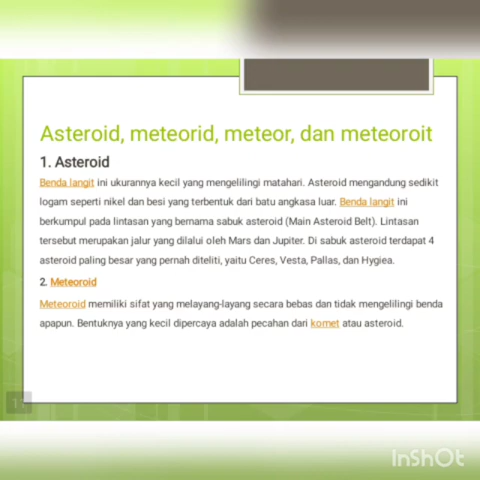 Asteroid, meteorid, meteor, dan meteoroit
1. Asteroid
Benda langit ini ukurannya kecil yang mengelilingi matahari. Asteroid mengandung sedikit
logam seperti nikel dan besi yang terbentuk dari batu angkasa luar. Benda langit ini
berkumpul pada lintasan yang bernama sabuk asteroid (Main Asteroid Belt). Lintasan
tersebut merupakan jalur yang dilalui oleh Mars dan Jupiter. Di sabuk asteroid terdapat 4
asteroid paling besar yang pernah diteliti, yaitu Ceres, Vesta, Pallas, dan Hygiea.
2. Meteoroid
Meteoroid memiliki sifat yang melayang-layang secara bebas dan tidak mengelilingi benda
apapun. Bentuknya yang kecil dipercaya adalah pecahan dari komet atau asteroid.
17
InShOt